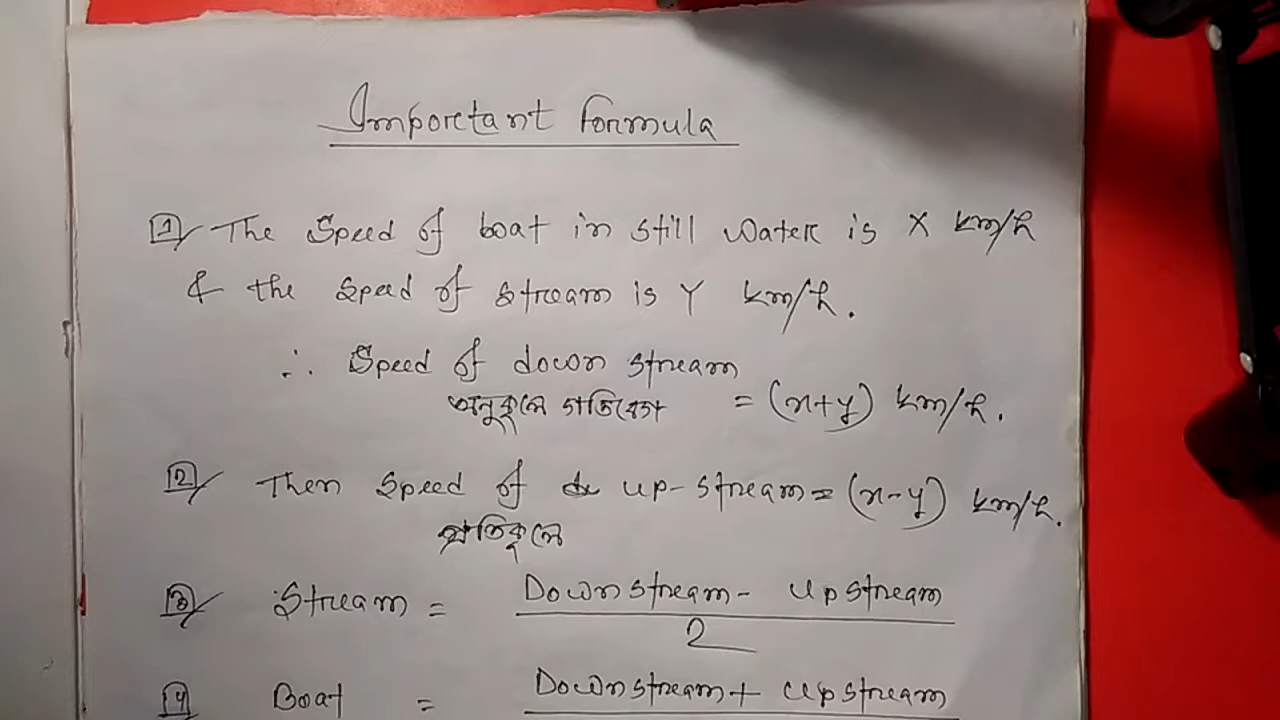 Important formula
1/ The Speed of boat in still water is X km/h
& the speed of stream is Y km/h.
∴ Speed of down stream
অনুকূলে গতিবেগ = (x+y) km/h.
2/ Then speed of up-stream = (x-y) km/h.
প্রতিকূলে
3/ Stream = Downstream - Upstream
2
4 Boat = Downstream + Upstream